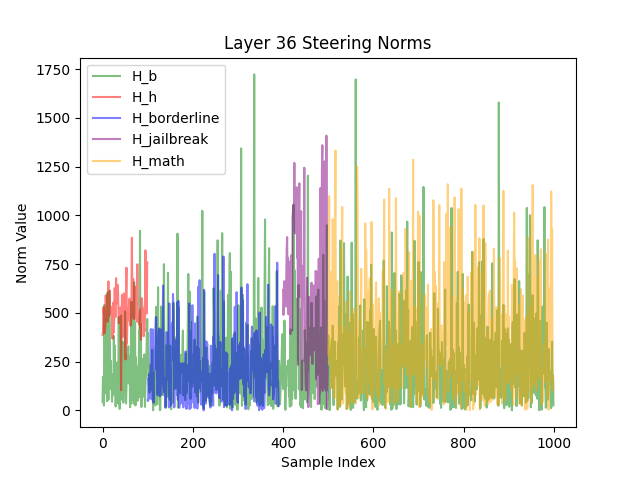 Layer 36 Steering Norms
H_b
H_h
H_borderline
H_jailbreak
H_math
Norm Value
1750
1500
1250
1000
750
500
250
0
0 200 400 600 800 1000
Sample Index